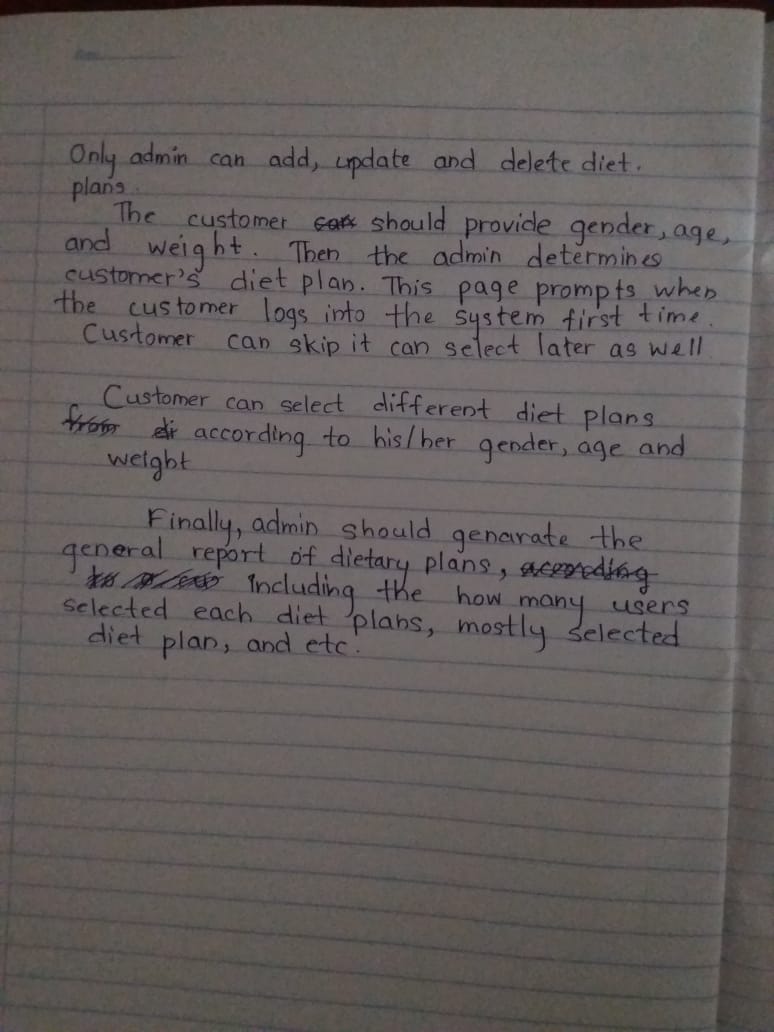 Only admin can add, update and delete diet.
plans.
The customer should provide gender, age,
and weight. Then the admin determines
customer's diet plan. This page prompts when
the customer logs into the system first time.
Customer can skip it can select later as well
Customer can select different diet plans
from di according to his/her gender, age and
weight
Finally, admin should genarate the
general report of dietary plans, according
Including the how many users
selected each diet plans, mostly selected
diet plan, and etc.